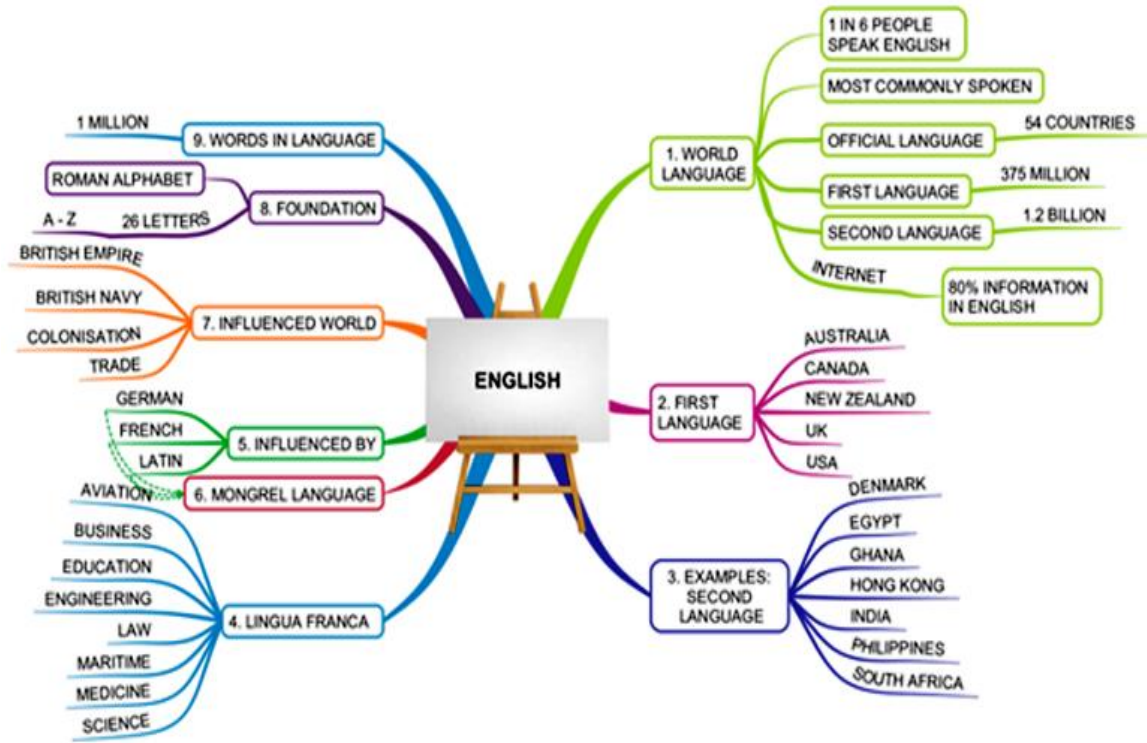 ENGLISH
1. WORLD
LANGUAGE
1 IN 6 PEOPLE
SPEAK ENGLISH
MOST COMMONLY SPOKEN
OFFICIAL LANGUAGE
54 COUNTRIES
FIRST LANGUAGE
375 MILLION
SECOND LANGUAGE
1.2 BILLION
INTERNET
80% INFORMATION
IN ENGLISH
2. FIRST
LANGUAGE
AUSTRALIA
CANADA
NEW ZEALAND
UK
USA
3. EXAMPLES:
SECOND
LANGUAGE
DENMARK
EGYPT
GHANA
HONG KONG
INDIA
PHILIPPINES
SOUTH AFRICA
4. LINGUA FRANCA
AVIATION
BUSINESS
EDUCATION
ENGINEERING
LAW
MARITIME
MEDICINE
SCIENCE
5. INFLUENCED BY
GERMAN
FRENCH
LATIN
6. MONGREL LANGUAGE
7. INFLUENCED WORLD
BRITISH EMPIRE
BRITISH NAVY
COLONISATION
TRADE
8. FOUNDATION
ROMAN ALPHABET
26 LETTERS
A - Z
9. WORDS IN LANGUAGE
1 MILLION